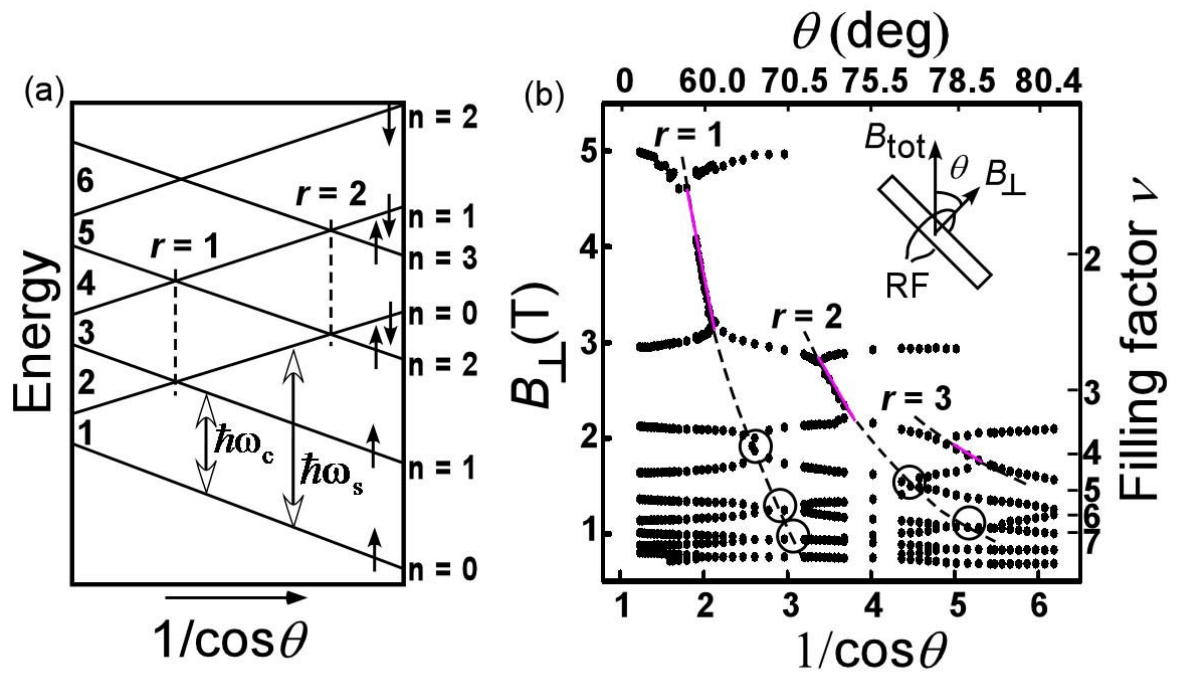 (a)
Energy
6
5
4
3
2
1
r = 1
r = 2
ħωc
ħωs
n = 2
n = 1
n = 3
n = 0
n = 2
n = 1
n = 0
1/cosθ
(b)
θ (deg)
0 60.0 70.5 75.5 78.5 80.4
B⊥(T)
5
4
3
2
1
r = 1
r = 2
r = 3
Btot
θ
B⊥
RF
2
3
4
5
6
7
Filling factor ν
1 2 3 4 5 6
1/cosθ